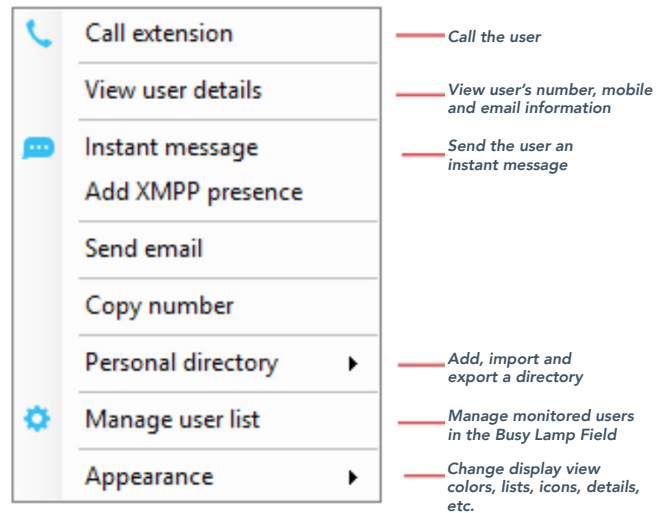 Call extension
Call the user
View user details
View user's number, mobile
and email information
Instant message
Send the user an
instant message
Add XMPP presence
Send email
Copy number
Personal directory
Add, import and
export a directory
Manage user list
Manage monitored users
in the Busy Lamp Field
Appearance
Change display view
colors, lists, icons, details,
etc.